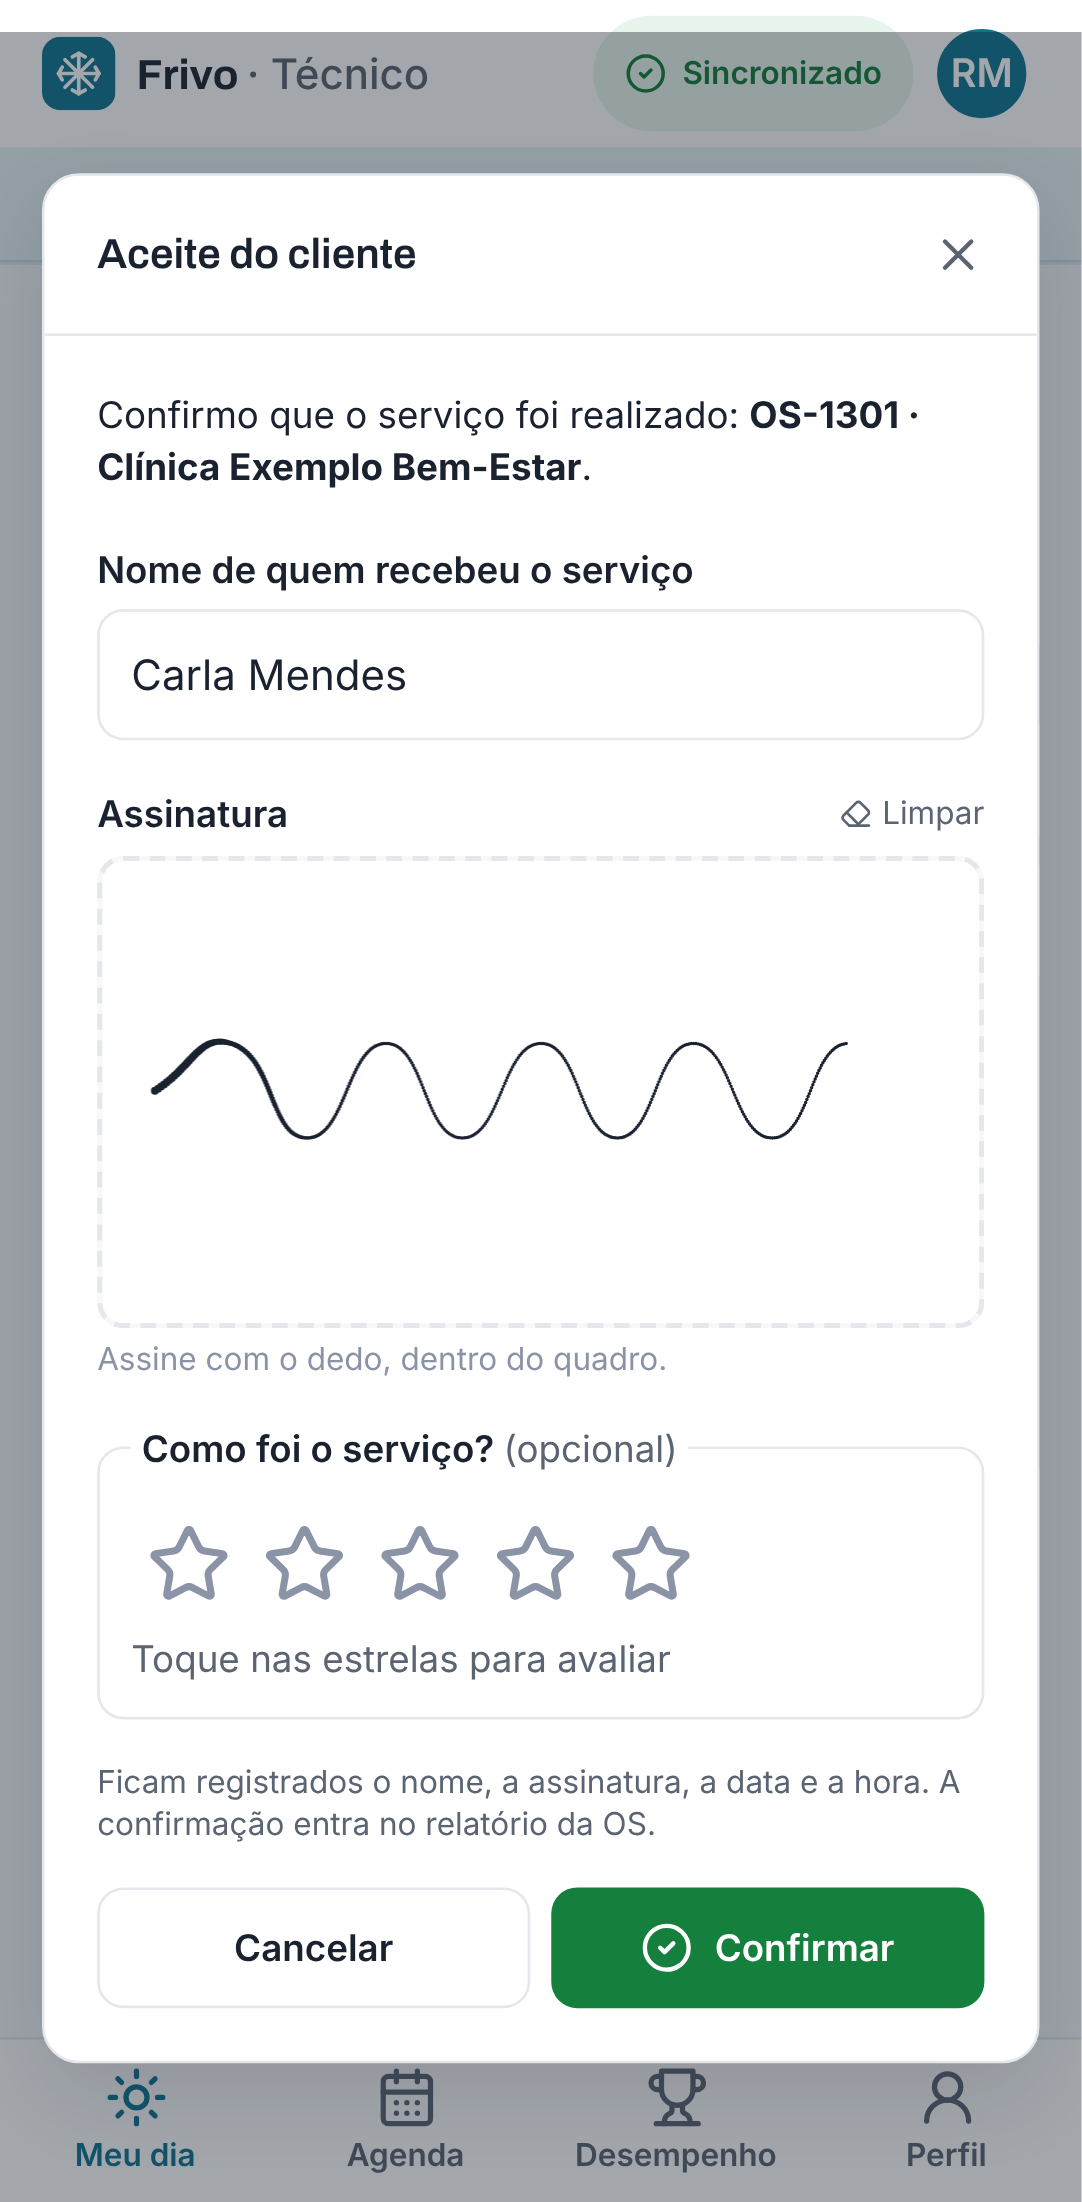 Frivo · Técnico
Sincronizado
RM
Aceite do cliente
Confirmo que o serviço foi realizado: OS-1301 ·
Clínica Exemplo Bem-Estar.
Nome de quem recebeu o serviço
Carla Mendes
Assinatura
Limpar
Assine com o dedo, dentro do quadro.
Como foi o serviço? (opcional)
Toque nas estrelas para avaliar
Ficam registrados o nome, a assinatura, a data e a hora. A
confirmação entra no relatório da OS.
Cancelar
Confirmar
Meu dia
Agenda
Desempenho
Perfil